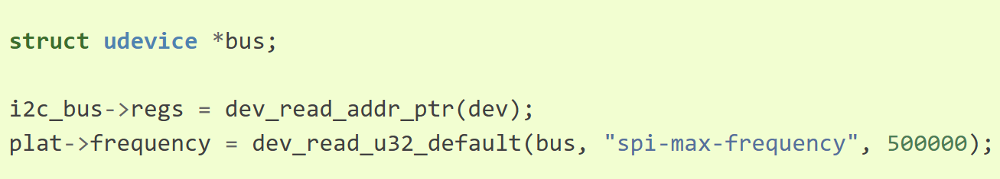 struct udevice *bus;
i2c_bus->regs = dev_read_addr_ptr(dev);
plat->frequency = dev_read_u32_default(bus, "spi-max-frequency", 500000);